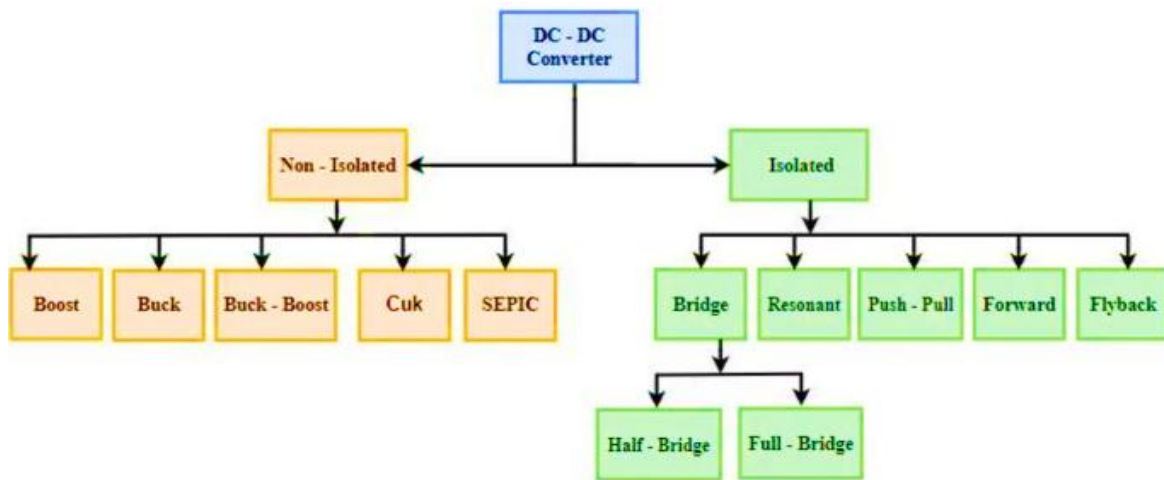 DC - DC
Converter
Non - Isolated
Isolated
Boost
Buck
Buck - Boost
Cuk
SEPIC
Bridge
Resonant
Push - Pull
Forward
Flyback
Half - Bridge
Full - Bridge